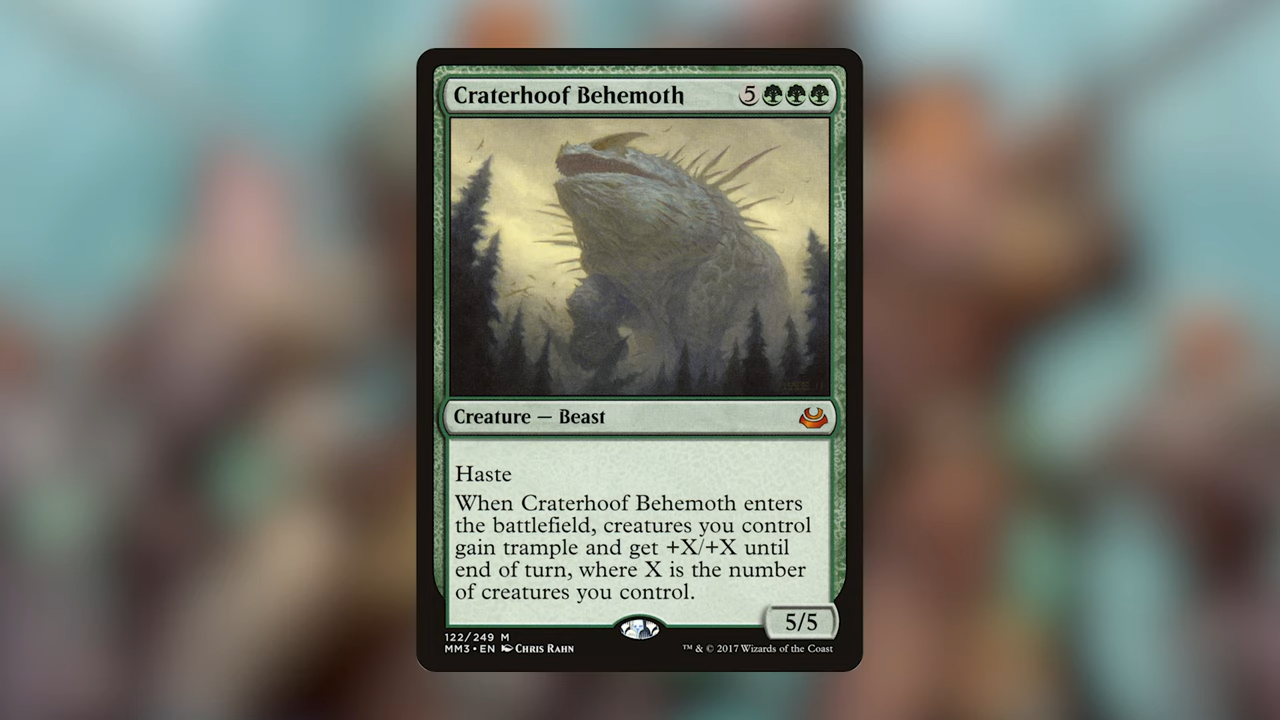 Craterhoof Behemoth 5
Creature — Beast
Haste
When Craterhoof Behemoth enters
the battlefield, creatures you control
gain trample and get +X/+X until
end of turn, where X is the number
of creatures you control.
5/5
122/249 M
MM3 • EN Chris Rahn
™ & © 2017 Wizards of the Coast